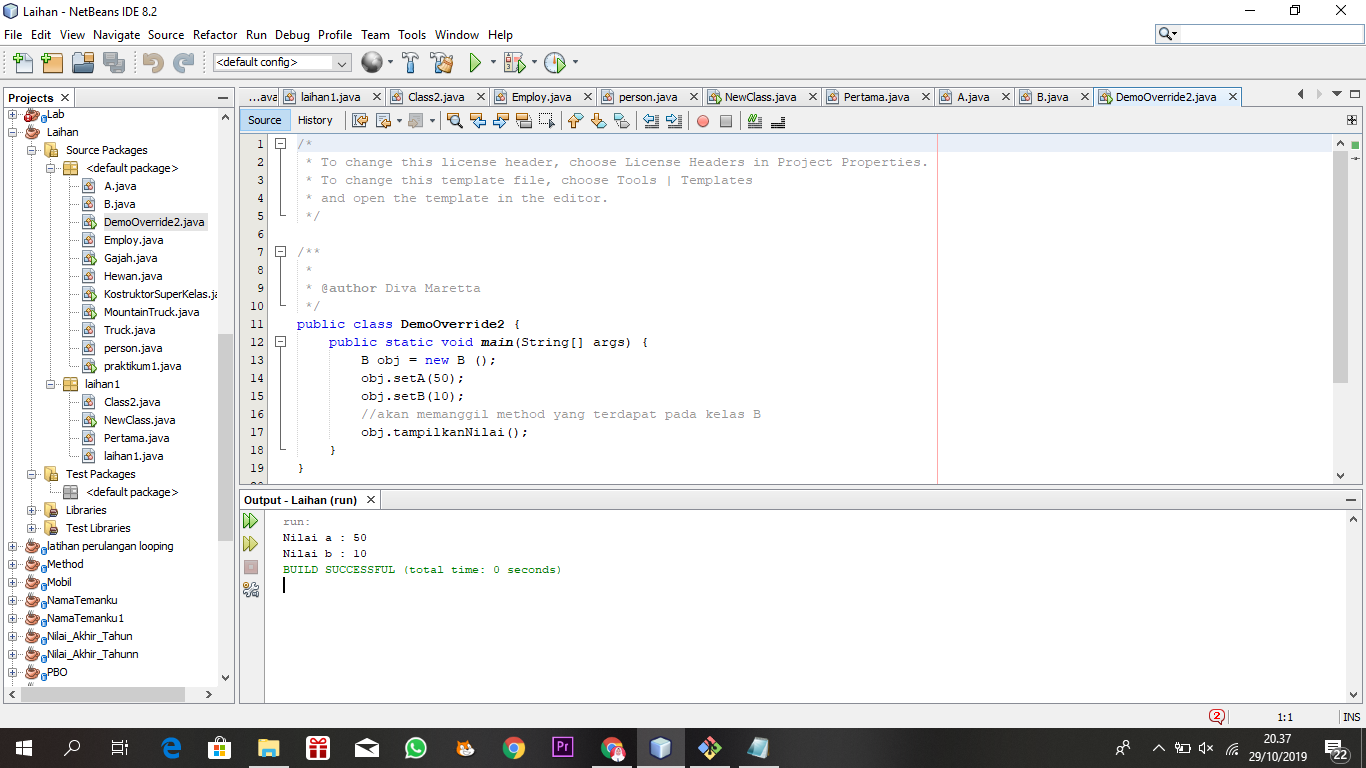 Laihan - NetBeans IDE 8.2
File Edit View Navigate Source Refactor Run Debug Profile Team Tools Window Help
<default config>
Projects
...ava laihan1.java Class2.java Employ.java person.java NewClass.java Pertama.java A.java B.java DemoOverride2.java
Source History
Lab
Laihan
Source Packages
<default package>
A.java
B.java
DemoOverride2.java
Employ.java
Gajah.java
Hewan.java
KostruktorSuperKelas.ja
MountainTruck.java
Truck.java
person.java
praktikum1.java
laihan1
Class2.java
NewClass.java
Pertama.java
laihan1.java
Test Packages
<default package>
Libraries
Test Libraries
latihan perulangan looping
Method
Mobil
NamaTemanku
NamaTemanku1
Nilai_Akhir_Tahun
Nilai_Akhir_Tahunn
PBO
1 /*
2 * To change this license header, choose License Headers in Project Properties.
3 * To change this template file, choose Tools | Templates
4 * and open the template in the editor.
5 */
6
7 /**
8 *
9 * @author Diva Maretta
10 */
11 public class DemoOverride2 {
12 public static void main(String[] args) {
13 B obj = new B ();
14 obj.setA(50);
15 obj.setB(10);
16 //akan memanggil method yang terdapat pada kelas B
17 obj.tampilkanNilai();
18 }
19 }
Output - Laihan (run)
run:
Nilai a : 50
Nilai b : 10
BUILD SUCCESSFUL (total time: 0 seconds)
2
1:1
INS
Pr
20.37
29/10/2019
22